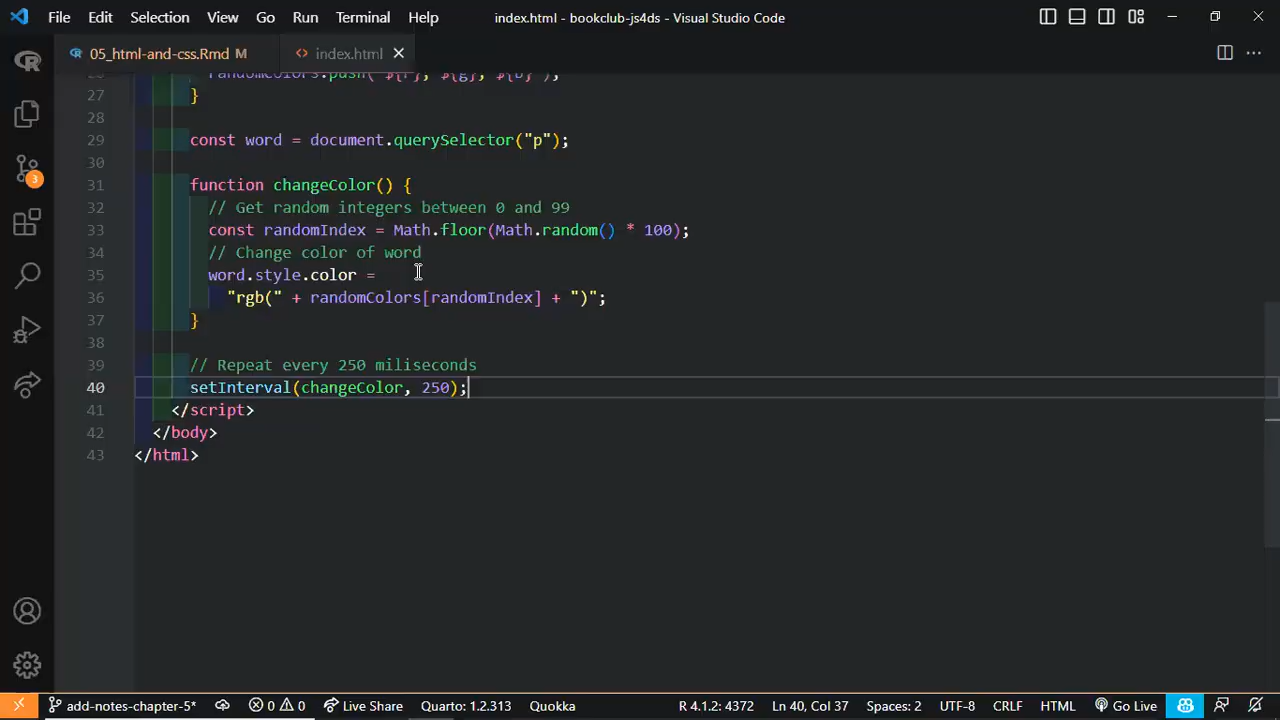 File Edit Selection View Go Run Terminal Help index.html - bookclub-js4ds - Visual Studio Code
05_html-and-css.Rmd M index.html
26 randomColors.push(`${r}, ${g}, ${b}`);
27 }
28
29 const word = document.querySelector("p");
30
31 function changeColor() {
32 // Get random integers between 0 and 99
33 const randomIndex = Math.floor(Math.random() * 100);
34 // Change color of word
35 word.style.color =
36 "rgb(" + randomColors[randomIndex] + ")";
37 }
38
39 // Repeat every 250 miliseconds
40 setInterval(changeColor, 250);
41 </script>
42 </body>
43 </html>
3
add-notes-chapter-5* 0 0 Live Share Quarto: 1.2.313 Quokka R 4.1.2: 4372 Ln 40, Col 37 Spaces: 2 UTF-8 CRLF HTML Go Live